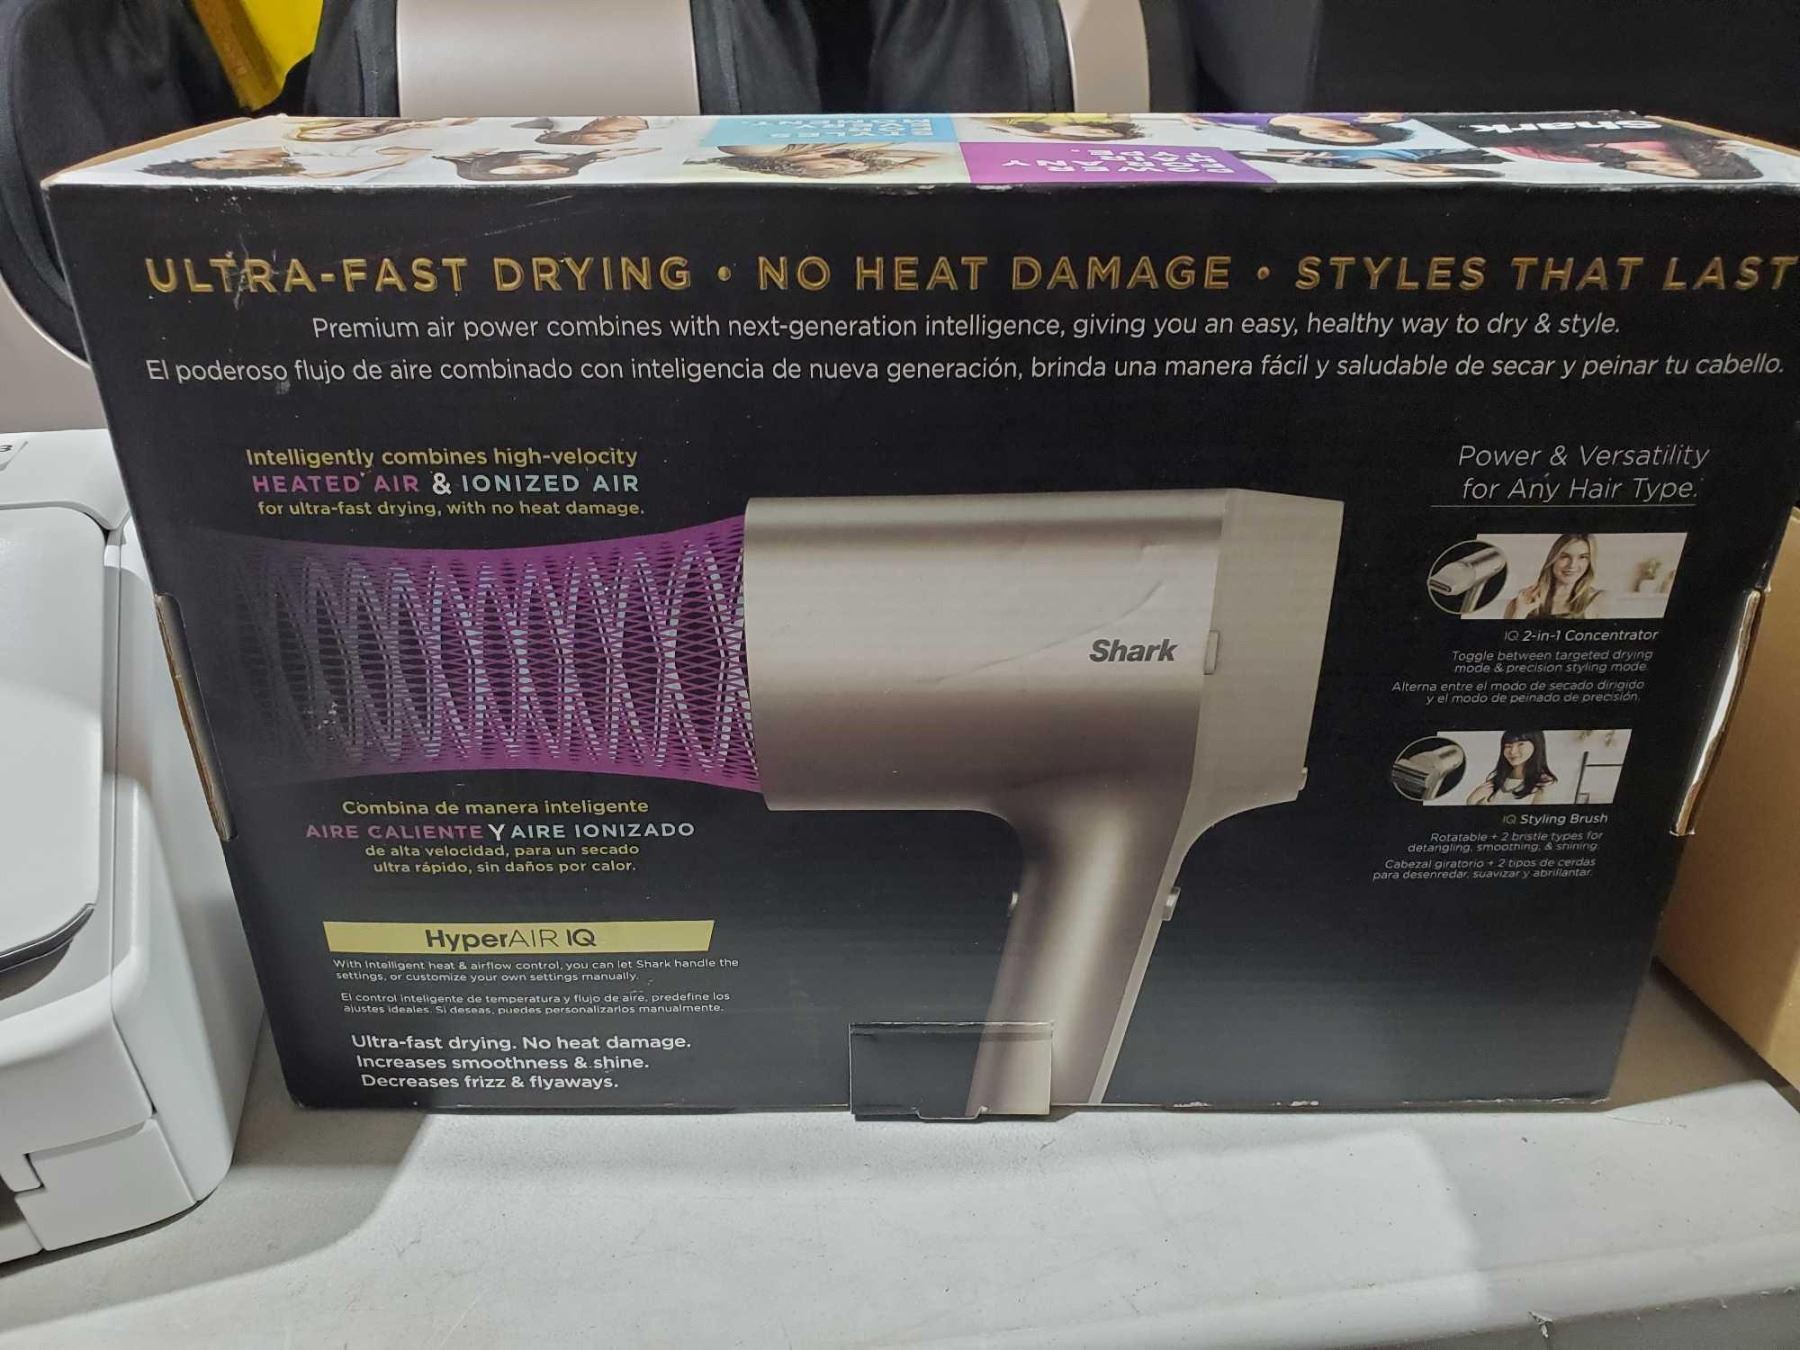 Shark
ULTRA-FAST DRYING • NO HEAT DAMAGE • STYLES THAT LAST
Premium air power combines with next-generation intelligence, giving you an easy, healthy way to dry & style.
El poderoso flujo de aire combinado con inteligencia de nueva generación, brinda una manera fácil y saludable de secar y peinar tu cabello.
Intelligently combines high-velocity
HEATED AIR & IONIZED AIR
for ultra-fast drying, with no heat damage.
Shark
Combina de manera inteligente
AIRE CALIENTE Y AIRE IONIZADO
de alta velocidad, para un secado
ultra rápido, sin daños por calor.
HyperAIR IQ
With intelligent heat & airflow control, you can let Shark handle the
settings, or customize your own settings manually.
El control inteligente de temperatura y flujo de aire, predefine los
ajustes ideales. Si deseas, puedes personalizarlos manualmente.
Ultra-fast drying. No heat damage.
Increases smoothness & shine.
Decreases frizz & flyaways.
Power & Versatility
for Any Hair Type.
IQ 2-in-1 Concentrator
Toggle between targeted drying
mode & precision styling mode.
Alterna entre el modo de secado dirigido
y el modo de peinado de precisión.
IQ Styling Brush
Rotatable + 2 bristle types for
detangling, smoothing, & shining.
Cabezal giratorio + 2 tipos de cerdas
para desenredar, suavizar y abrillantar.